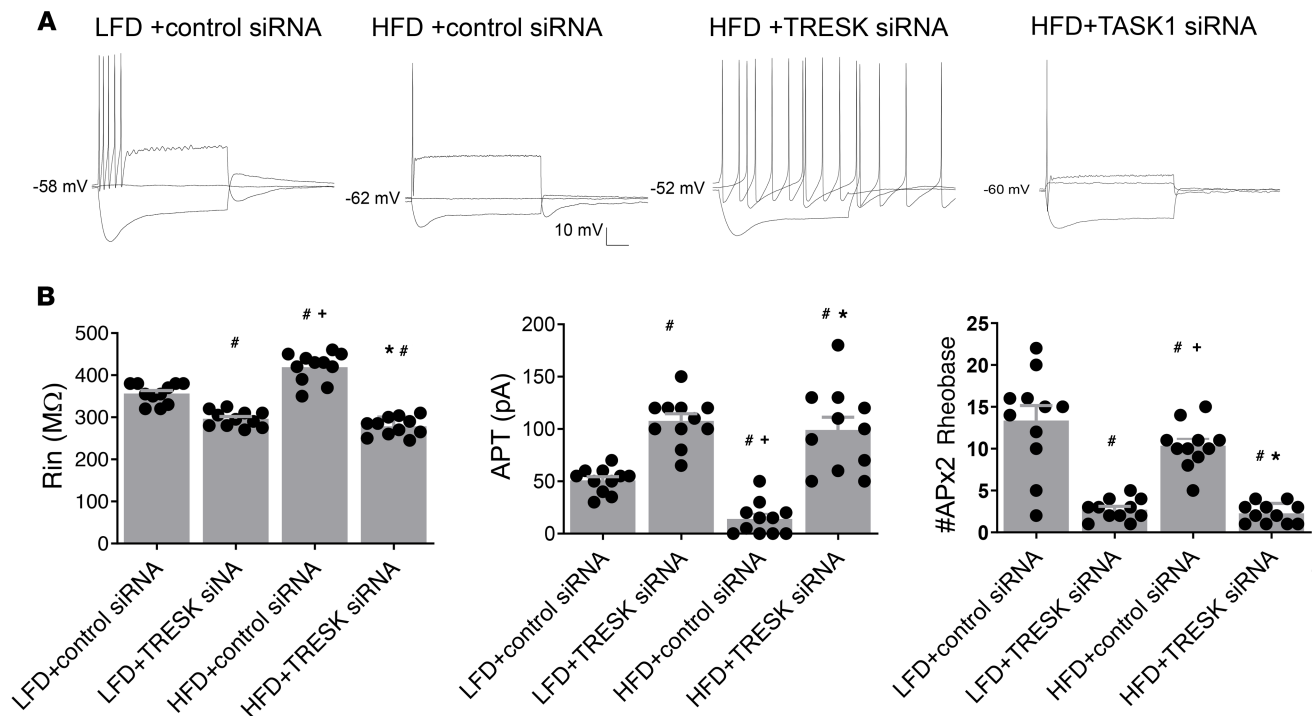 A
LFD +control siRNA
HFD +control siRNA
HFD +TRESK siRNA
HFD+TASK1 siRNA
-58 mV
-62 mV
10 mV
-52 mV
-60 mV
B
Rin (MΩ)
500
400
300
200
100
0
#
# +
* #
LFD+control siRNA
LFD+TRESK siNA
HFD+control siRNA
HFD+TRESK siRNA
APT (pA)
200
150
100
50
0
#
# +
# *
LFD+control siRNA
LFD+TRESK siRNA
HFD+control siRNA
HFD+TRESK siRNA
#APx2 Rheobase
25
20
15
10
5
0
#
# +
# *
LFD+control siRNA
LFD+TRESK siRNA
HFD+control siRNA
HFD+TRESK siRNA